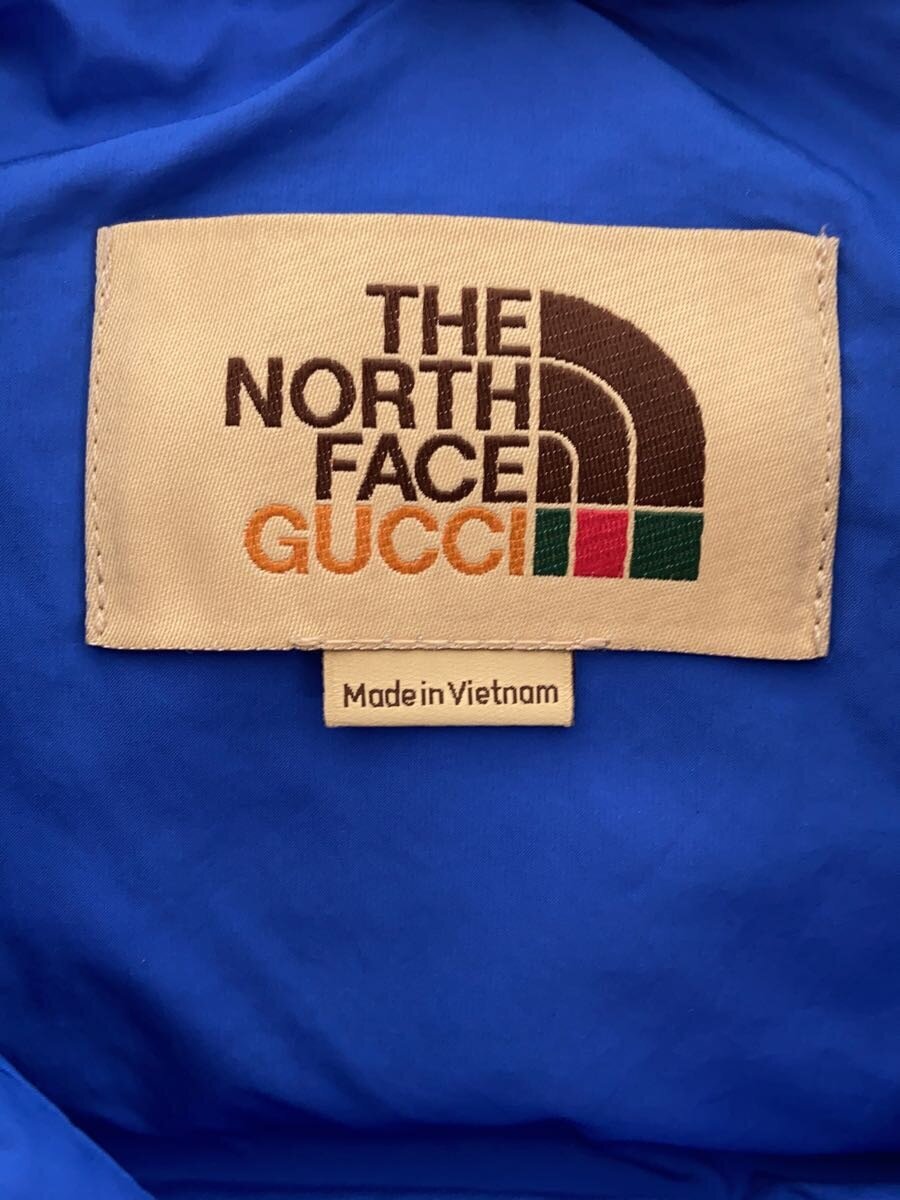 THE
NORTH
FACE
GUCCI
Made in Vietnam